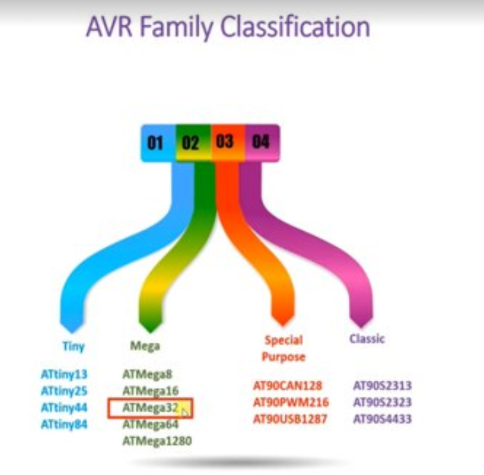 AVR Family Classification
01 02 03 04
Tiny
ATtiny13
ATtiny25
ATtiny44
ATtiny84
Mega
ATMega8
ATMega16
ATMega32
ATMega64
ATMega1280
Special
Purpose
AT90CAN128
AT90PWM216
AT90USB1287
Classic
AT90S2313
AT90S2323
AT90S4433